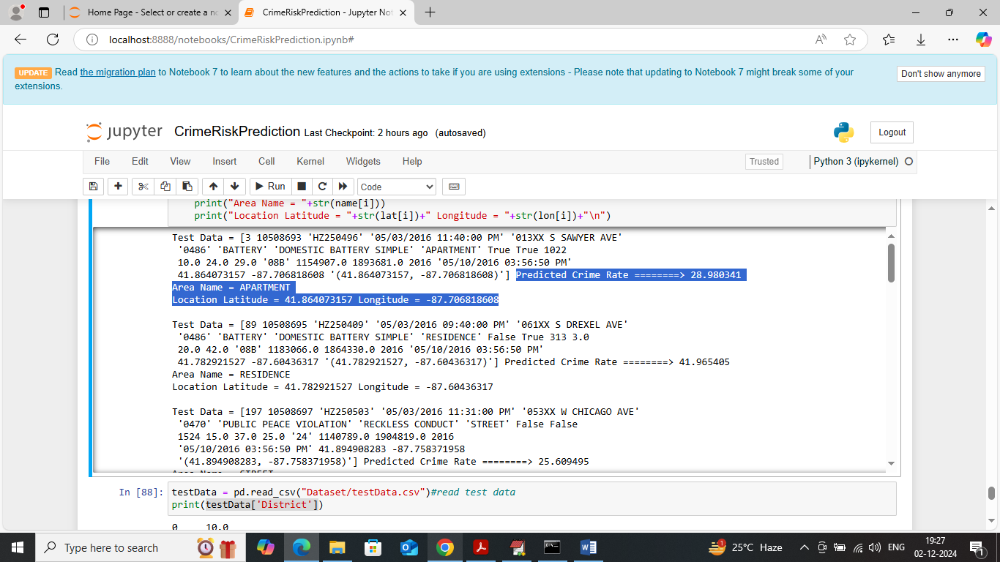 Home Page - Select or create a no
CrimeRiskPrediction - Jupyter Not
localhost:8888/notebooks/CrimeRiskPrediction.ipynb#
UPDATE Read the migration plan to Notebook 7 to learn about the new features and the actions to take if you are using extensions - Please note that updating to Notebook 7 might break some of your
extensions.
Don't show anymore
jupyter CrimeRiskPrediction Last Checkpoint: 2 hours ago (autosaved)
Logout
File Edit View Insert Cell Kernel Widgets Help
Trusted
Python 3 (ipykernel)
Run
Code
print("Area Name = "+str(name[i]))
print("Location Latitude = "+str(lat[i])+" Longitude = "+str(lon[i])+"\n")
Test Data = [3 10508693 'HZ250496' '05/03/2016 11:40:00 PM' '013XX S SAWYER AVE'
'0486' 'BATTERY' 'DOMESTIC BATTERY SIMPLE' 'APARTMENT' True True 1022
10.0 24.0 29.0 '08B' 1154907.0 1893681.0 2016 '05/10/2016 03:56:50 PM'
41.864073157 -87.706818608 '(41.864073157, -87.706818608)'] Predicted Crime Rate ========> 28.980341
Area Name = APARTMENT
Location Latitude = 41.864073157 Longitude = -87.706818608
Test Data = [89 10508695 'HZ250409' '05/03/2016 09:40:00 PM' '061XX S DREXEL AVE'
'0486' 'BATTERY' 'DOMESTIC BATTERY SIMPLE' 'RESIDENCE' False True 313 3.0
20.0 42.0 '08B' 1183066.0 1864330.0 2016 '05/10/2016 03:56:50 PM'
41.782921527 -87.60436317 '(41.782921527, -87.60436317)'] Predicted Crime Rate ========> 41.965405
Area Name = RESIDENCE
Location Latitude = 41.782921527 Longitude = -87.60436317
Test Data = [197 10508697 'HZ250503' '05/03/2016 11:31:00 PM' '053XX W CHICAGO AVE'
'0470' 'PUBLIC PEACE VIOLATION' 'RECKLESS CONDUCT' 'STREET' False False
1524 15.0 37.0 25.0 '24' 1140789.0 1904819.0 2016
'05/10/2016 03:56:50 PM' 41.894908283 -87.758371958
'(41.894908283, -87.758371958)'] Predicted Crime Rate ========> 25.609495
Area Name = STREET
In [88]: testData = pd.read_csv("Dataset/testData.csv")#read test data
print(testData['District'])
0 10.0
Type here to search
25°C Haze
ENG
19:27
02-12-2024
1